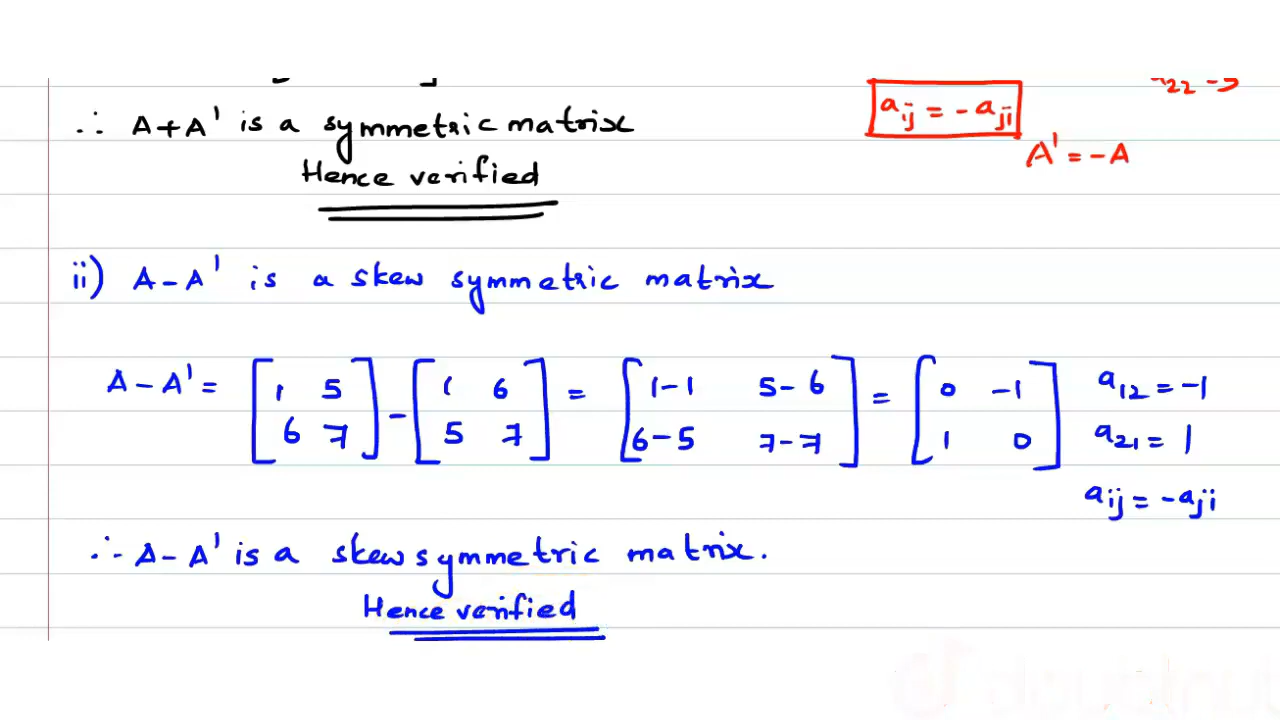 a22 →
∴ A+A' is a symmetric matrix
aij = -aji
A' = -A
Hence verified
ii) A - A' is a skew symmetric matrix
A - A' = [1 5; 6 7] - [1 6; 5 7] = [1-1 5-6; 6-5 7-7] = [0 -1; 1 0] a12 = -1
a21 = 1
aij = -aji
∴ A - A' is a skew symmetric matrix.
Hence verified
doubtnut